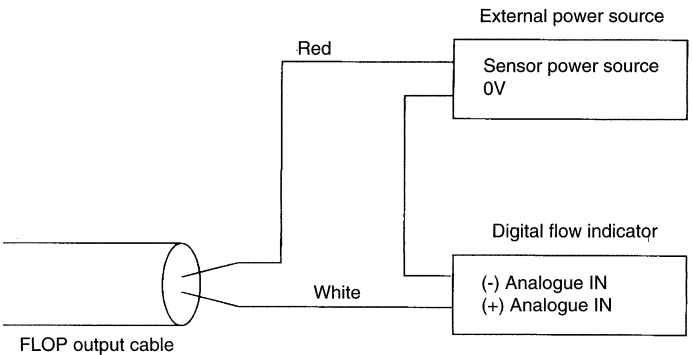 External power source
Red
Sensor power source
0V
Digital flow indicator
(-) Analogue IN
(+) Analogue IN
White
FLOP output cable